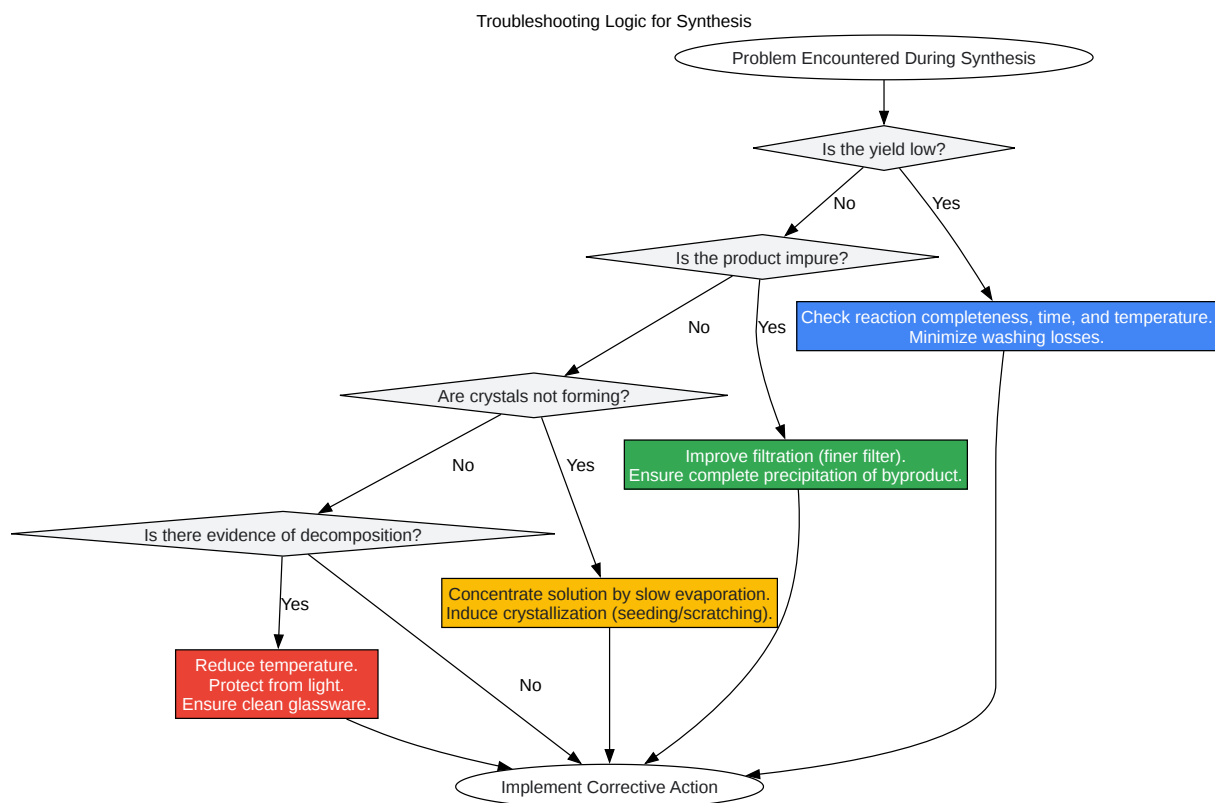 Troubleshooting Logic for Synthesis
Problem Encountered During Synthesis
Is the yield low?
No
Yes
Is the product impure?
Check reaction completeness, time, and temperature.
Minimize washing losses.
No
Yes
Are crystals not forming?
Improve filtration (finer filter).
Ensure complete precipitation of byproduct.
No
Yes
Is there evidence of decomposition?
Concentrate solution by slow evaporation.
Induce crystallization (seeding/scratching).
Yes
Reduce temperature.
Protect from light.
Ensure clean glassware.
No
Implement Corrective Action